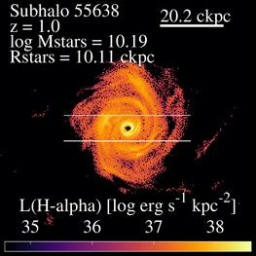 Subhalo 55638
z = 1.0
log Mstars = 10.19
Rstars = 10.11 ckpc
20.2 ckpc
L(H-alpha) [log erg s⁻¹ kpc⁻²]
35 36 37 38